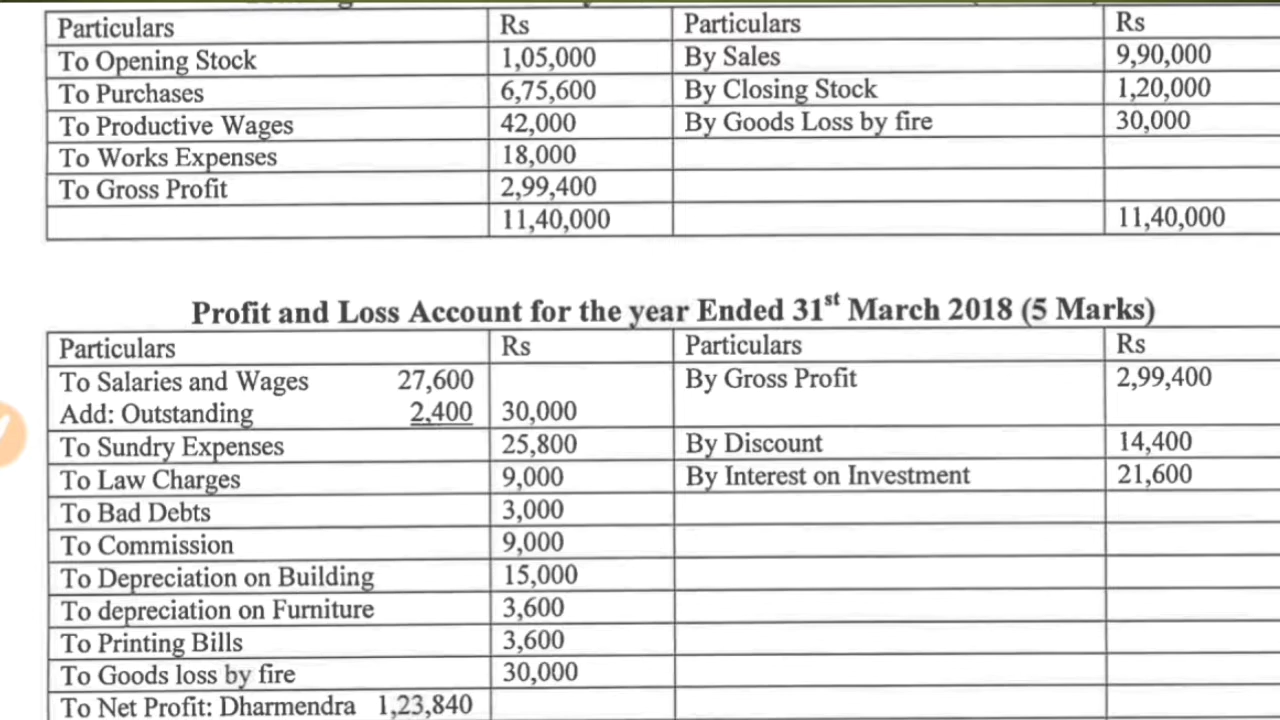 Particulars Rs Particulars Rs
To Opening Stock 1,05,000 By Sales 9,90,000
To Purchases 6,75,600 By Closing Stock 1,20,000
To Productive Wages 42,000 By Goods Loss by fire 30,000
To Works Expenses 18,000
To Gross Profit 2,99,400
11,40,000 11,40,000
Profit and Loss Account for the year Ended 31st March 2018 (5 Marks)
Particulars Rs Particulars Rs
To Salaries and Wages 27,600 By Gross Profit 2,99,400
Add: Outstanding 2,400 30,000
To Sundry Expenses 25,800 By Discount 14,400
To Law Charges 9,000 By Interest on Investment 21,600
To Bad Debts 3,000
To Commission 9,000
To Depreciation on Building 15,000
To depreciation on Furniture 3,600
To Printing Bills 3,600
To Goods loss by fire 30,000
To Net Profit: Dharmendra 1,23,840